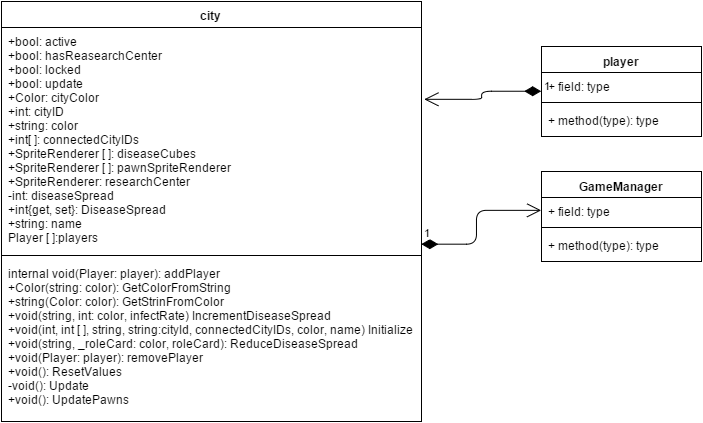 city
+bool: active
+bool: hasReasearchCenter
+bool: locked
+bool: update
+Color: cityColor
+int: cityID
+string: color
+int[ ]: connectedCityIDs
+SpriteRenderer [ ]: diseaseCubes
+SpriteRenderer [ ]: pawnSpriteRenderer
+SpriteRenderer: researchCenter
-int: diseaseSpread
+int{get, set}: DiseaseSpread
+string: name
Player [ ]:players
internal void(Player: player): addPlayer
+Color(string: color): GetColorFromString
+string(Color: color): GetStrinFromColor
+void(string, int: color, infectRate) IncrementDiseaseSpread
+void(int, int [ ], string, string:cityId, connectedCityIDs, color, name) Initialize
+void(string, _roleCard: color, roleCard): ReduceDiseaseSpread
+void(Player: player): removePlayer
+void(): ResetValues
-void(): Update
+void(): UpdatePawns
player
1
+ field: type
+ method(type): type
GameManager
+ field: type
+ method(type): type
1